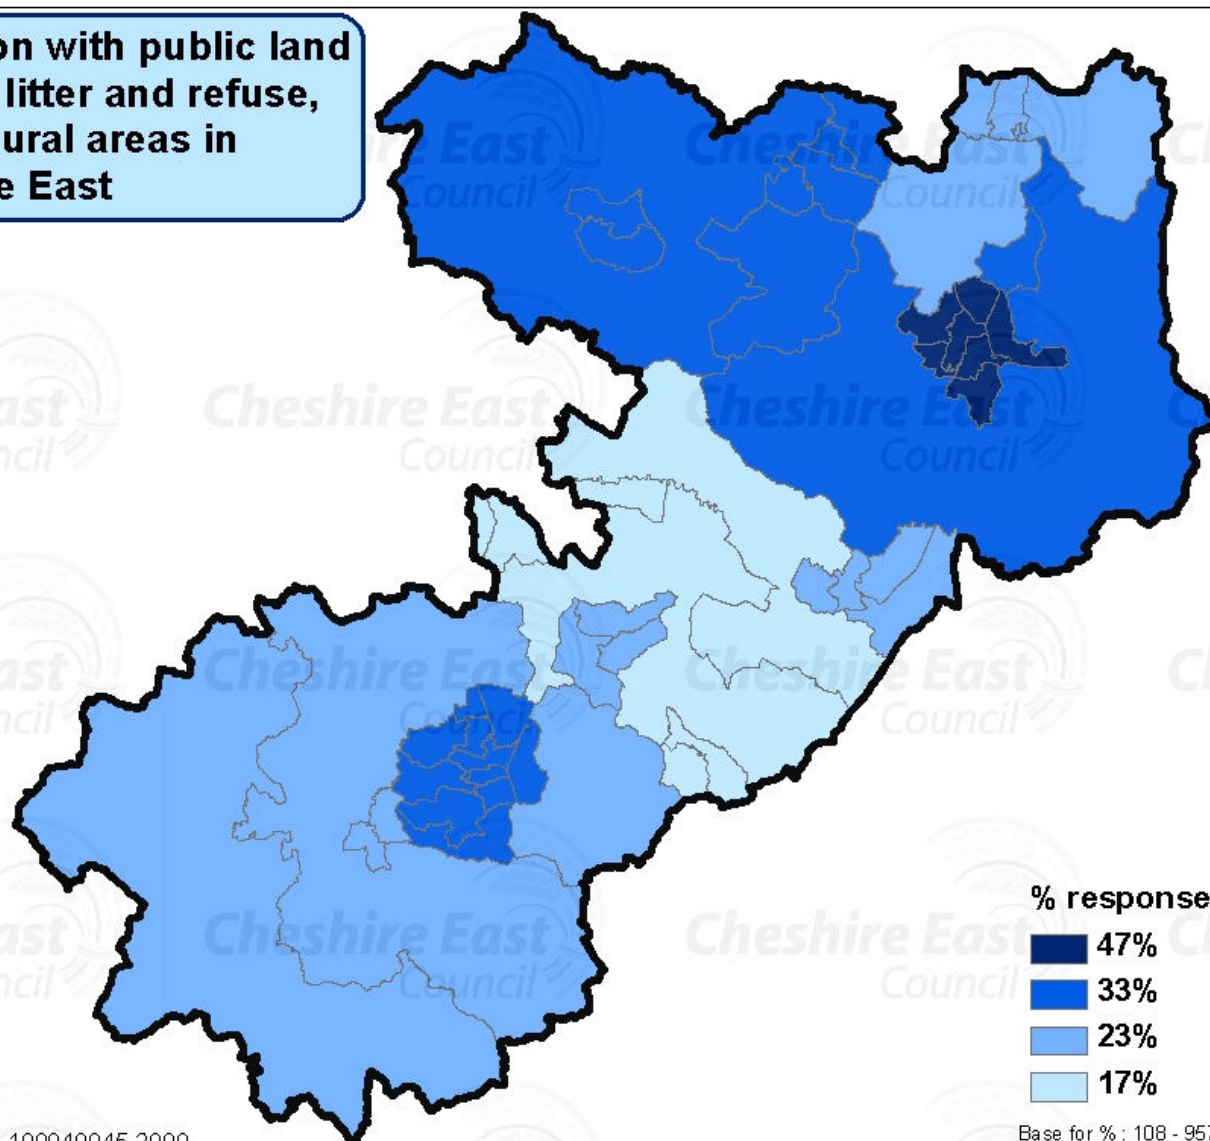 on with public land
litter and refuse,
ural areas in
e East
Cheshire East
Council
% response
47%
33%
23%
17%
Base for % : 108 - 957